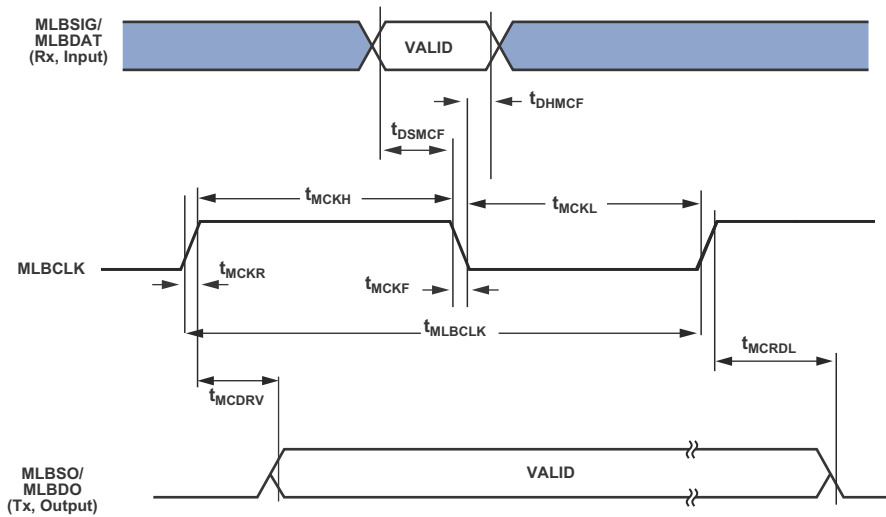 MLBSIG/
MLBDAT
(Rx, Input)
VALID
tDHMCF
tDSMCF
tMCKH
tMCKL
MLBCLK
tMCKR
tMCKF
tMLBCLK
tMCRDL
tMCDRV
MLBSO/
MLBDO
(Tx, Output)
VALID